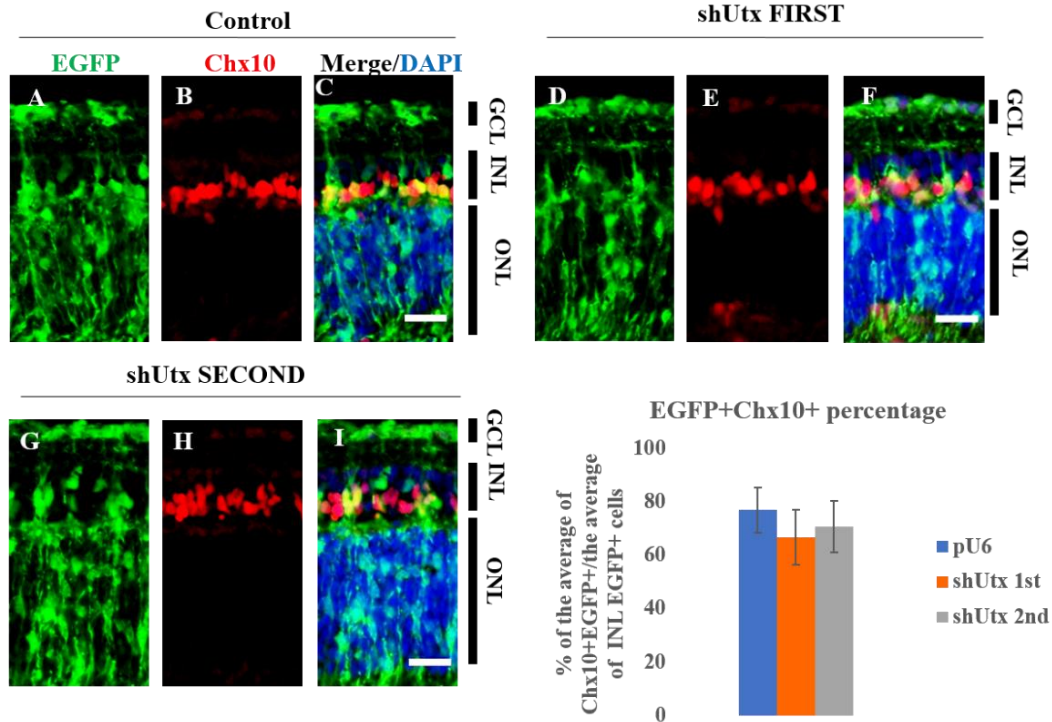 Control
EGFP Chx10 Merge/DAPI
A B C
GCL
INL
ONL
shUtx FIRST
D E F
GCL
INL
ONL
shUtx SECOND
G H I
GCL
INL
ONL
EGFP+Chx10+ percentage
% of the average of
Chx10+EGFP+/the average
of INL EGFP+ cells
100
80
60
40
20
0
pU6
shUtx 1st
shUtx 2nd